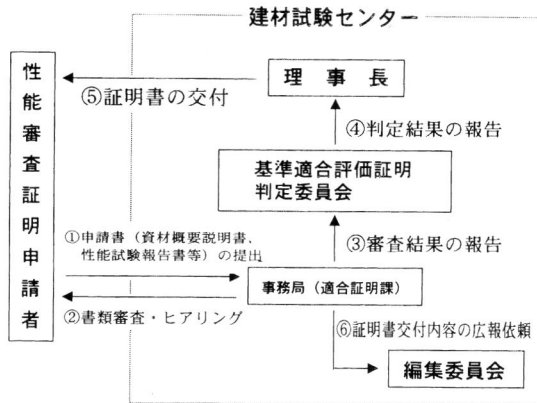 建材試験センター
性能審査証明申請者
理事長
⑤証明書の交付
④判定結果の報告
基準適合評価証明
判定委員会
①申請書（資材概要説明書、
性能試験報告書等）の提出
③審査結果の報告
事務局（適合証明課）
②書類審査・ヒアリング
⑥証明書交付内容の広報依頼
編集委員会